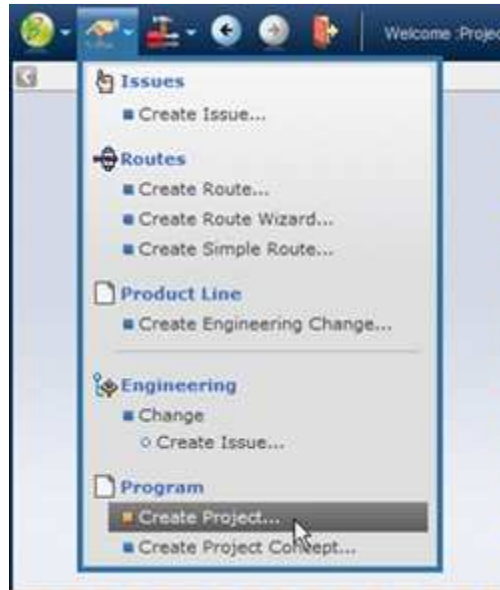 Welcome :Projec
Issues
Create Issue...
Routes
Create Route...
Create Route Wizard...
Create Simple Route...
Product Line
Create Engineering Change...
Engineering
Change
Create Issue...
Program
Create Project...
Create Project Concept...